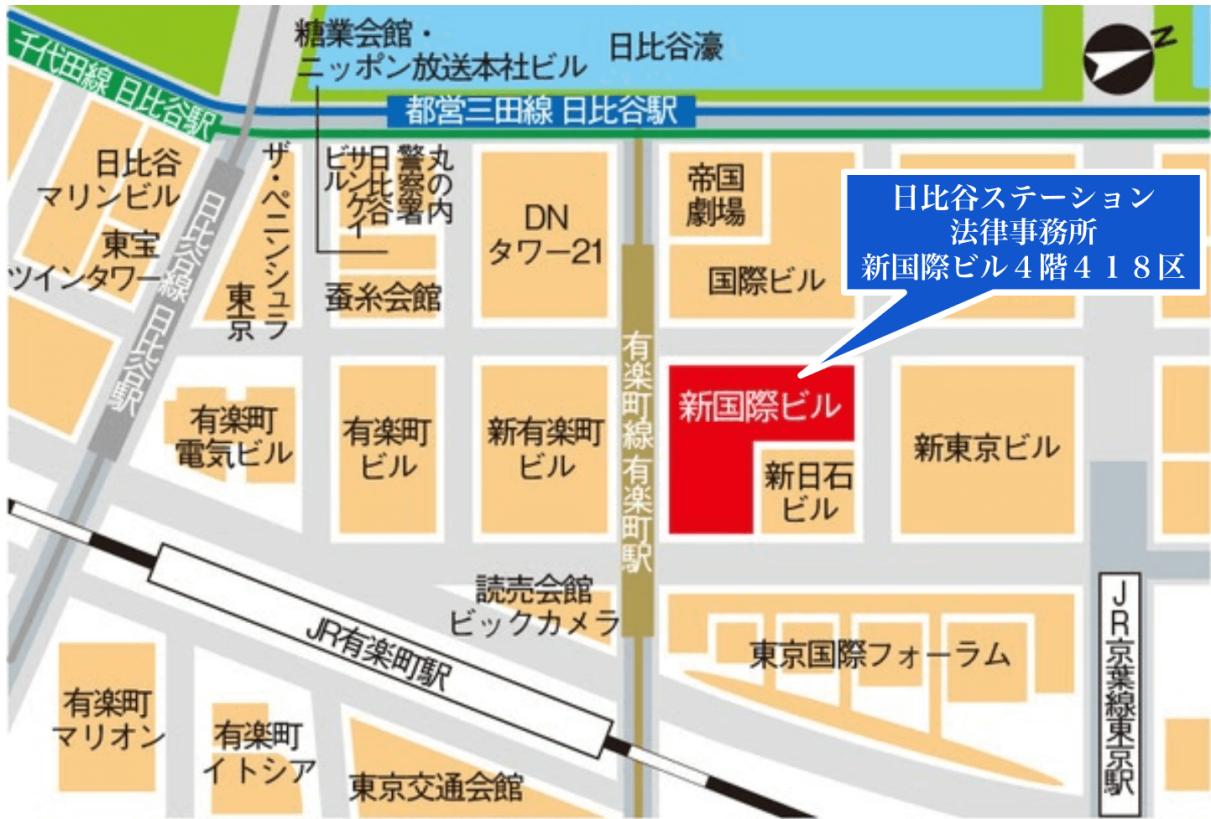 糖業会館・
ニッポン放送本社ビル
日比谷濠
N
千代田線 日比谷駅
都営三田線 日比谷駅
日比谷
マリンビル
東宝
ツインタワー
日比谷線 日比谷駅
ザ・ペニンシュラ
東京
丸の内
警察署
日比谷
サンケイ
ビル
蚕糸会館
DN
タワー21
帝国
劇場
国際ビル
日比谷ステーション
法律事務所
新国際ビル4階418区
有楽町
電気ビル
有楽町
ビル
新有楽町
ビル
有楽町線 有楽町駅
新国際ビル
新日石
ビル
新東京ビル
読売会館
ビックカメラ
JR有楽町駅
東京国際フォーラム
JR京葉線東京駅
有楽町
マリオン
有楽町
イトシア
東京交通会館